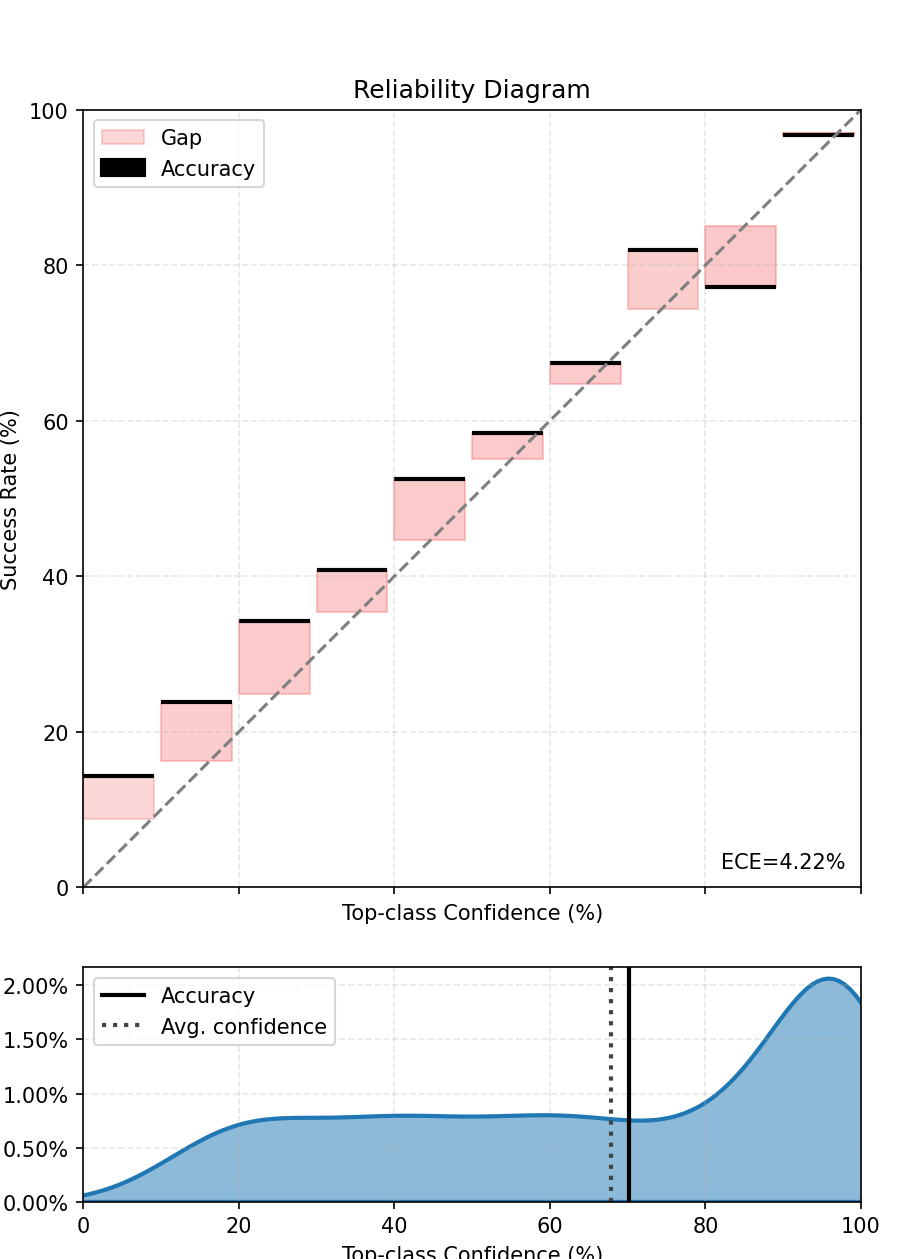 Reliability Diagram
100
80
60
40
20
0
Success Rate (%)
Gap
Accuracy
ECE=4.22%
Top-class Confidence (%)
2.00%
1.50%
1.00%
0.50%
0.00%
Accuracy
Avg. confidence
0 20 40 60 80 100
Top-class Confidence (%)